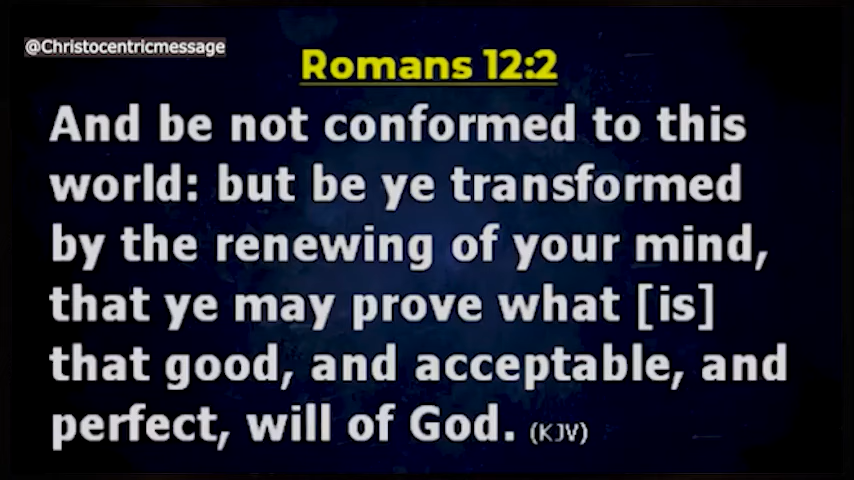 @Christocentricmessage
Romans 12:2
And be not conformed to this
world: but be ye transformed
by the renewing of your mind,
that ye may prove what [is]
that good, and acceptable, and
perfect, will of God. (KJV)